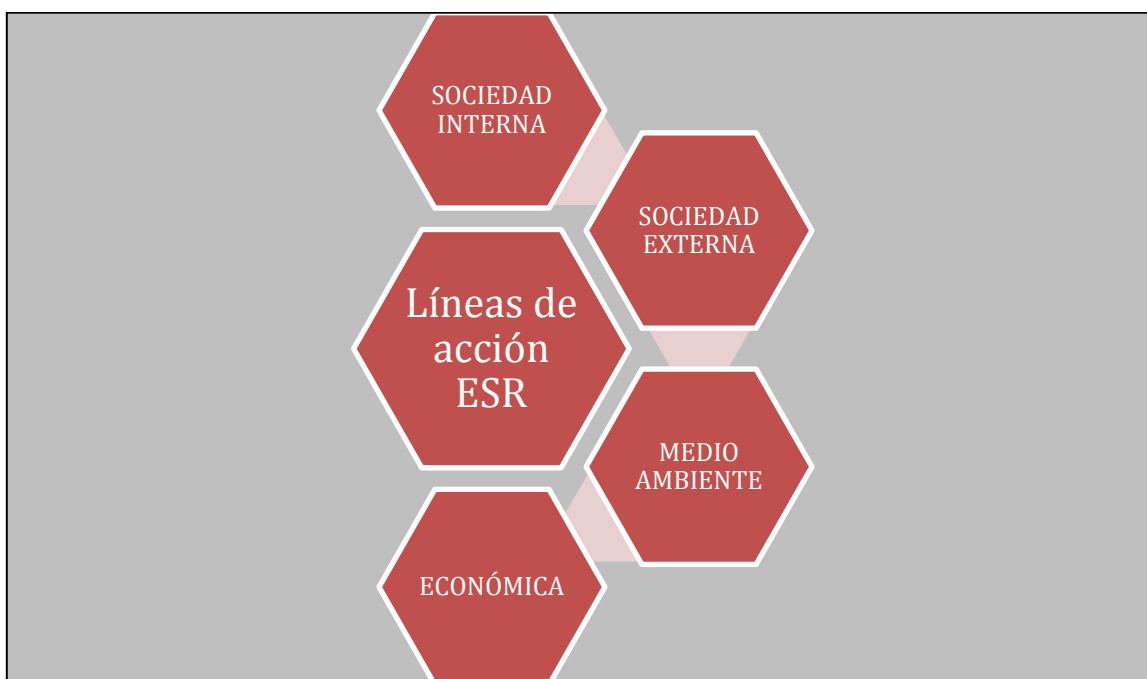 SOCIEDAD
INTERNA
SOCIEDAD
EXTERNA
Líneas de
acción
ESR
MEDIO
AMBIENTE
ECONÓMICA